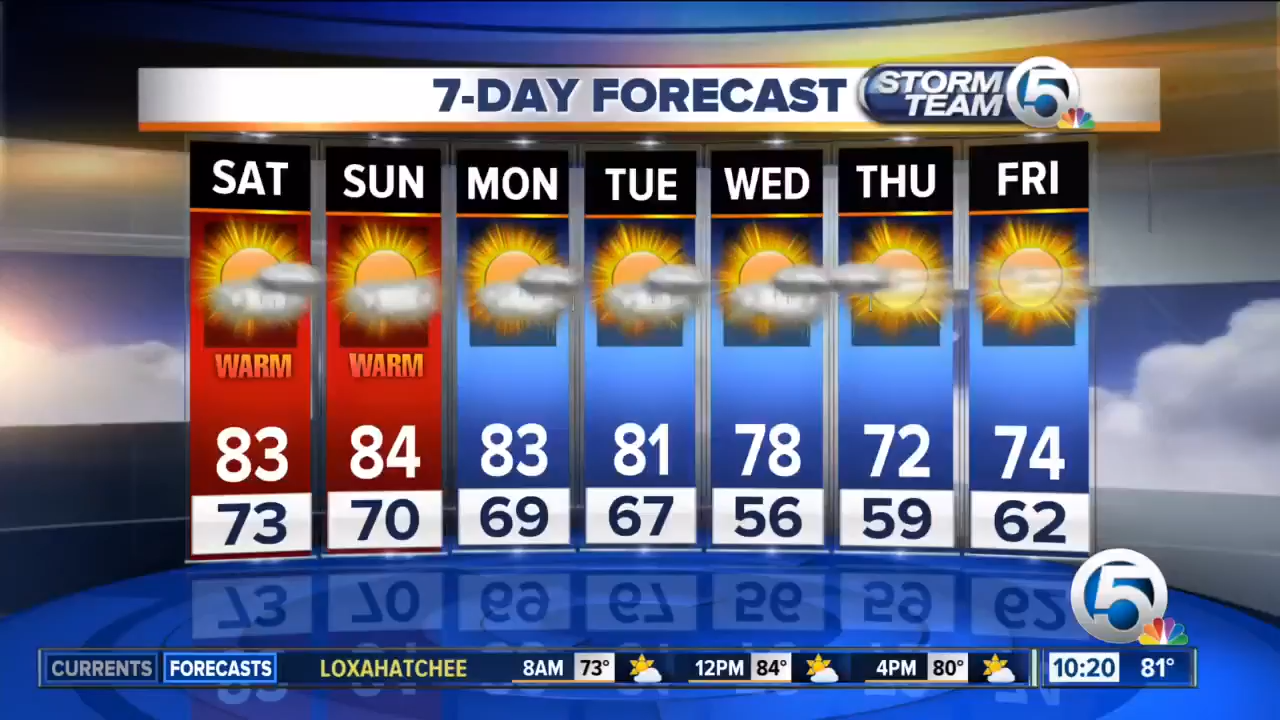 7-DAY FORECAST
STORM
TEAM 5
SAT SUN MON TUE WED THU FRI
WARM WARM
83 84 83 81 78 72 74
73 70 69 67 56 59 62
5
CURRENTS FORECASTS LOXAHATCHEE 8AM 73° 12PM 84° 4PM 80° 10:20 81°